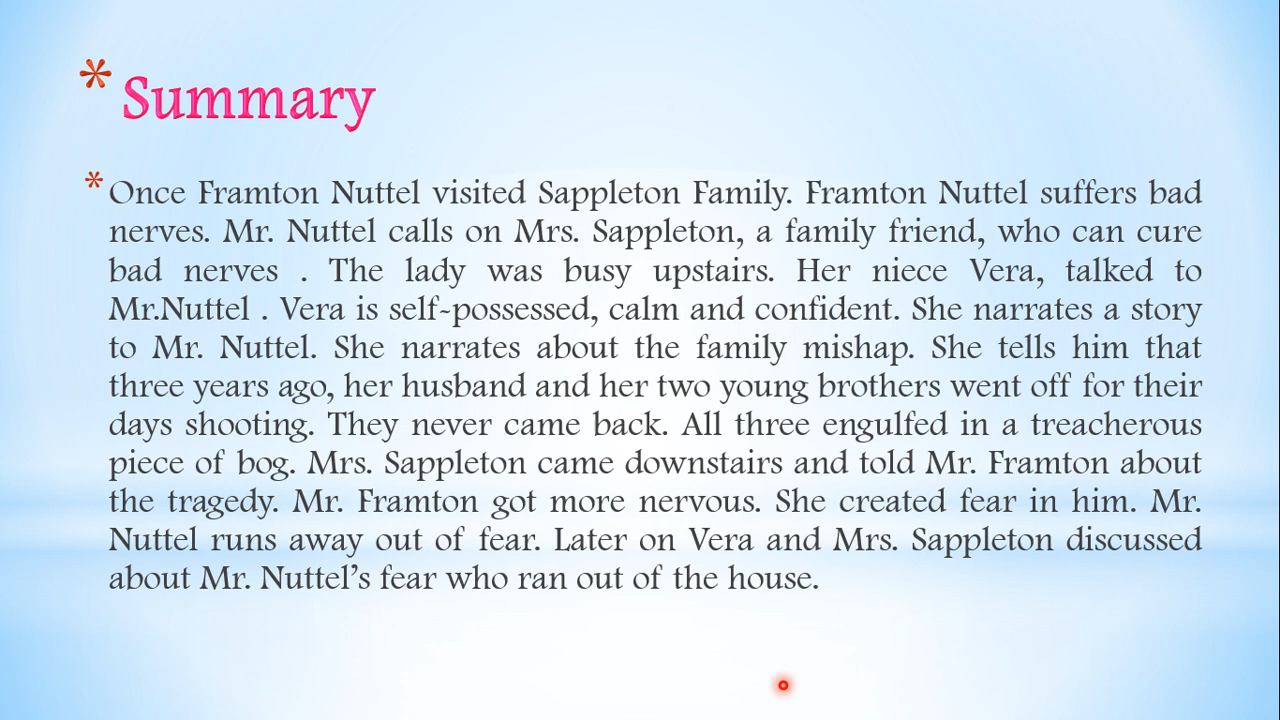 * Summary
* Once Framton Nuttel visited Sappleton Family. Framton Nuttel suffers bad
nerves. Mr. Nuttel calls on Mrs. Sappleton, a family friend, who can cure
bad nerves . The lady was busy upstairs. Her niece Vera, talked to
Mr.Nuttel . Vera is self-possessed, calm and confident. She narrates a story
to Mr. Nuttel. She narrates about the family mishap. She tells him that
three years ago, her husband and her two young brothers went off for their
days shooting. They never came back. All three engulfed in a treacherous
piece of bog. Mrs. Sappleton came downstairs and told Mr. Framton about
the tragedy. Mr. Framton got more nervous. She created fear in him. Mr.
Nuttel runs away out of fear. Later on Vera and Mrs. Sappleton discussed
about Mr. Nuttel’s fear who ran out of the house.